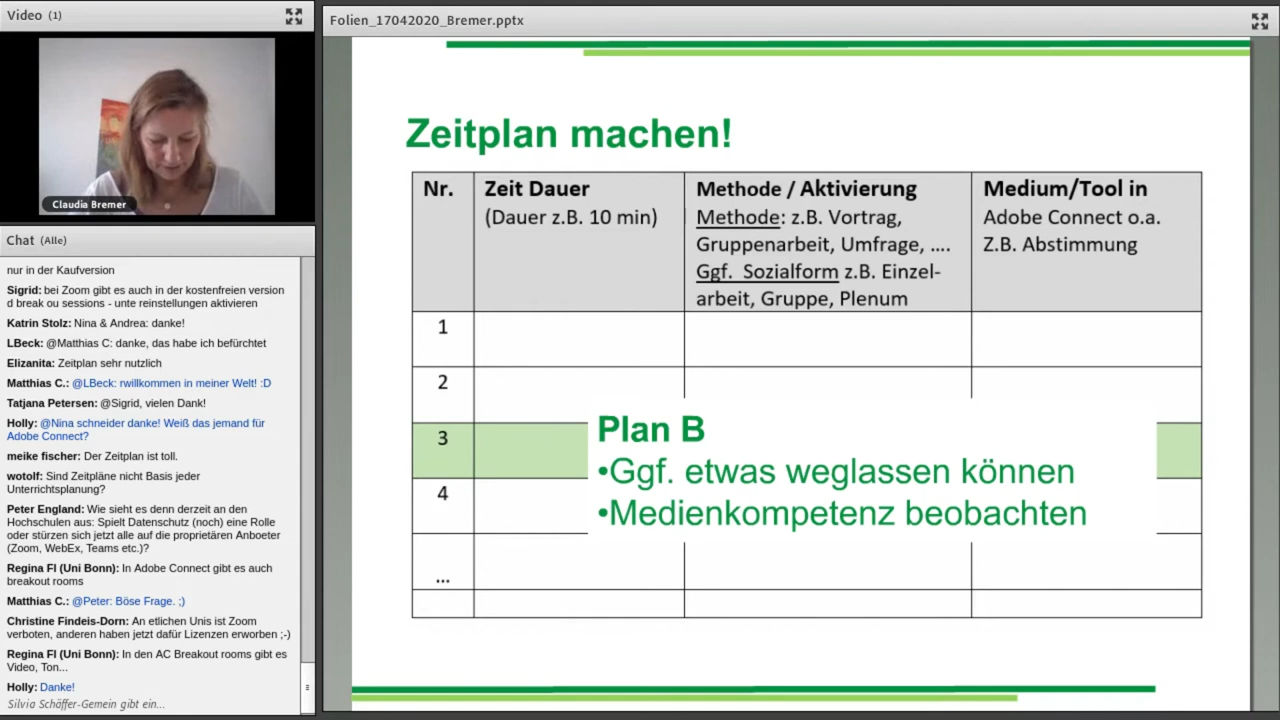 Video (1)
Claudia Bremer
Chat (Alle)
nur in der Kaufversion
Sigrid: bei Zoom gibt es auch in der kostenfreien version
d break ou sessions - unte reinstellungen aktivieren
Katrin Stolz: Nina & Andrea: danke!
LBeck: @Matthias C: danke, das habe ich befürchtet
Elizanita: Zeitplan sehr nutzlich
Matthias C.: @LBeck: rwillkommen in meiner Welt! :D
Tatjana Petersen: @Sigrid, vielen Dank!
Holly: @Nina schneider danke! Weiß das jemand für
Adobe Connect?
meike fischer: Der Zeitplan ist toll.
wotolf: Sind Zeitpläne nicht Basis jeder
Unterrichtsplanung?
Peter England: Wie sieht es denn derzeit an den
Hochschulen aus: Spielt Datenschutz (noch) eine Rolle
oder stürzen sich jetzt alle auf die proprietären Anboeter
(Zoom, WebEx, Teams etc.)?
Regina Fl (Uni Bonn): In Adobe Connect gibt es auch
breakout rooms
Matthias C.: @Peter: Böse Frage. ;)
Christine Findeis-Dorn: An etlichen Unis ist Zoom
verboten, anderen haben jetzt dafür Lizenzen erworben ;-)
Regina Fl (Uni Bonn): In den AC Breakout rooms gibt es
Video, Ton...
Holly: Danke!
Silvia Schäffer-Gemein gibt ein...
Folien_17042020_Bremer.pptx
Zeitplan machen!
Nr.
Zeit Dauer
(Dauer z.B. 10 min)
Methode / Aktivierung
Methode: z.B. Vortrag,
Gruppenarbeit, Umfrage, ....
Ggf. Sozialform z.B. Einzel-
arbeit, Gruppe, Plenum
Medium/Tool in
Adobe Connect o.a.
Z.B. Abstimmung
1
2
3
4
...
Plan B
•Ggf. etwas weglassen können
•Medienkompetenz beobachten